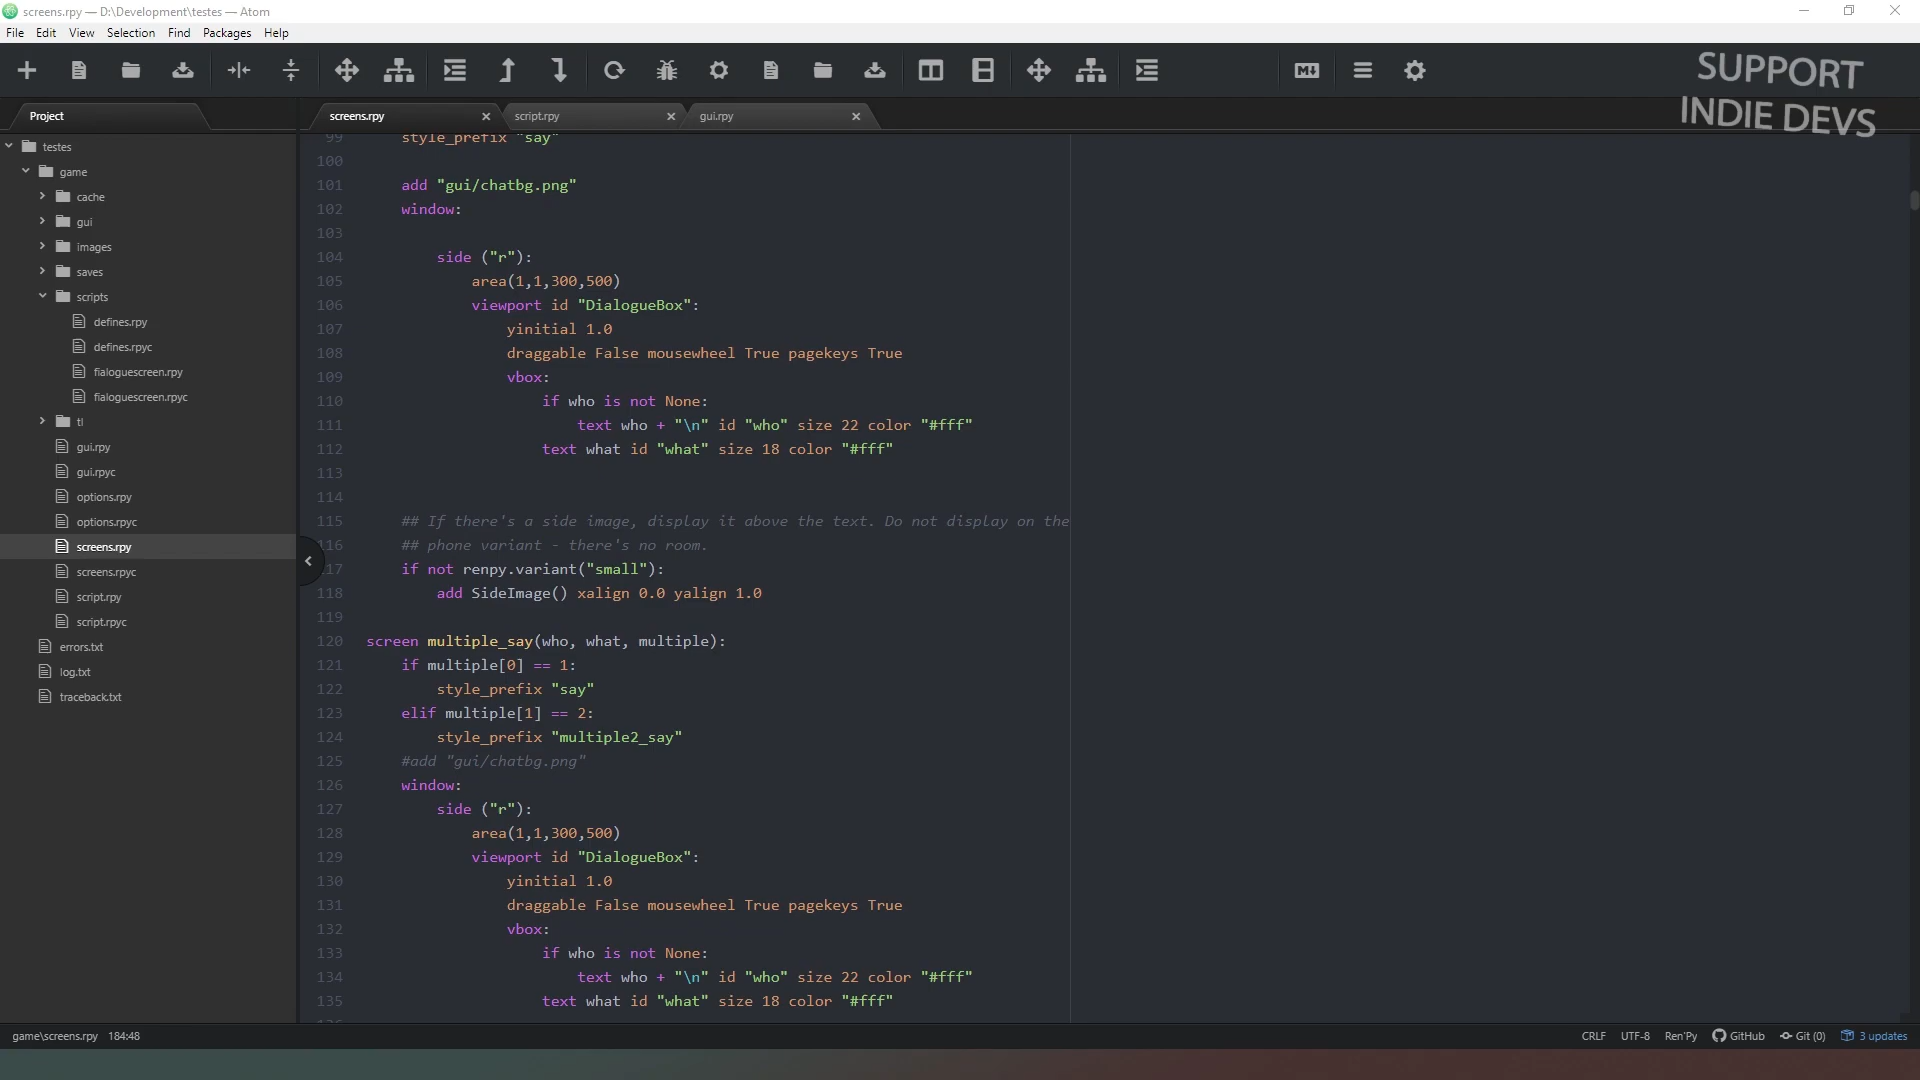 screens.rpy — D:\Development\testes — Atom
File Edit View Selection Find Packages Help
SUPPORT
INDIE DEVS
Project
screens.rpy script.rpy gui.rpy
testes
game
cache
gui
images
saves
scripts
defines.rpy
defines.rpyc
fialoguescreen.rpy
fialoguescreen.rpyc
tl
gui.rpy
gui.rpyc
options.rpy
options.rpyc
screens.rpy
screens.rpyc
script.rpy
script.rpyc
errors.txt
log.txt
traceback.txt
99 style_prefix "say"
100
101 add "gui/chatbg.png"
102 window:
103
104 side ("r"):
105 area(1,1,300,500)
106 viewport id "DialogueBox":
107 yinitial 1.0
108 draggable False mousewheel True pagekeys True
109 vbox:
110 if who is not None:
111 text who + "\n" id "who" size 22 color "#fff"
112 text what id "what" size 18 color "#fff"
113
114
115 ## If there's a side image, display it above the text. Do not display on the
116 ## phone variant - there's no room.
117 if not renpy.variant("small"):
118 add SideImage() xalign 0.0 yalign 1.0
119
120 screen multiple_say(who, what, multiple):
121 if multiple[0] == 1:
122 style_prefix "say"
123 elif multiple[1] == 2:
124 style_prefix "multiple2_say"
125 #add "gui/chatbg.png"
126 window:
127 side ("r"):
128 area(1,1,300,500)
129 viewport id "DialogueBox":
130 yinitial 1.0
131 draggable False mousewheel True pagekeys True
132 vbox:
133 if who is not None:
134 text who + "\n" id "who" size 22 color "#fff"
135 text what id "what" size 18 color "#fff"
game\screens.rpy 184:48 CRLF UTF-8 Ren'Py GitHub Git (0) 3 updates